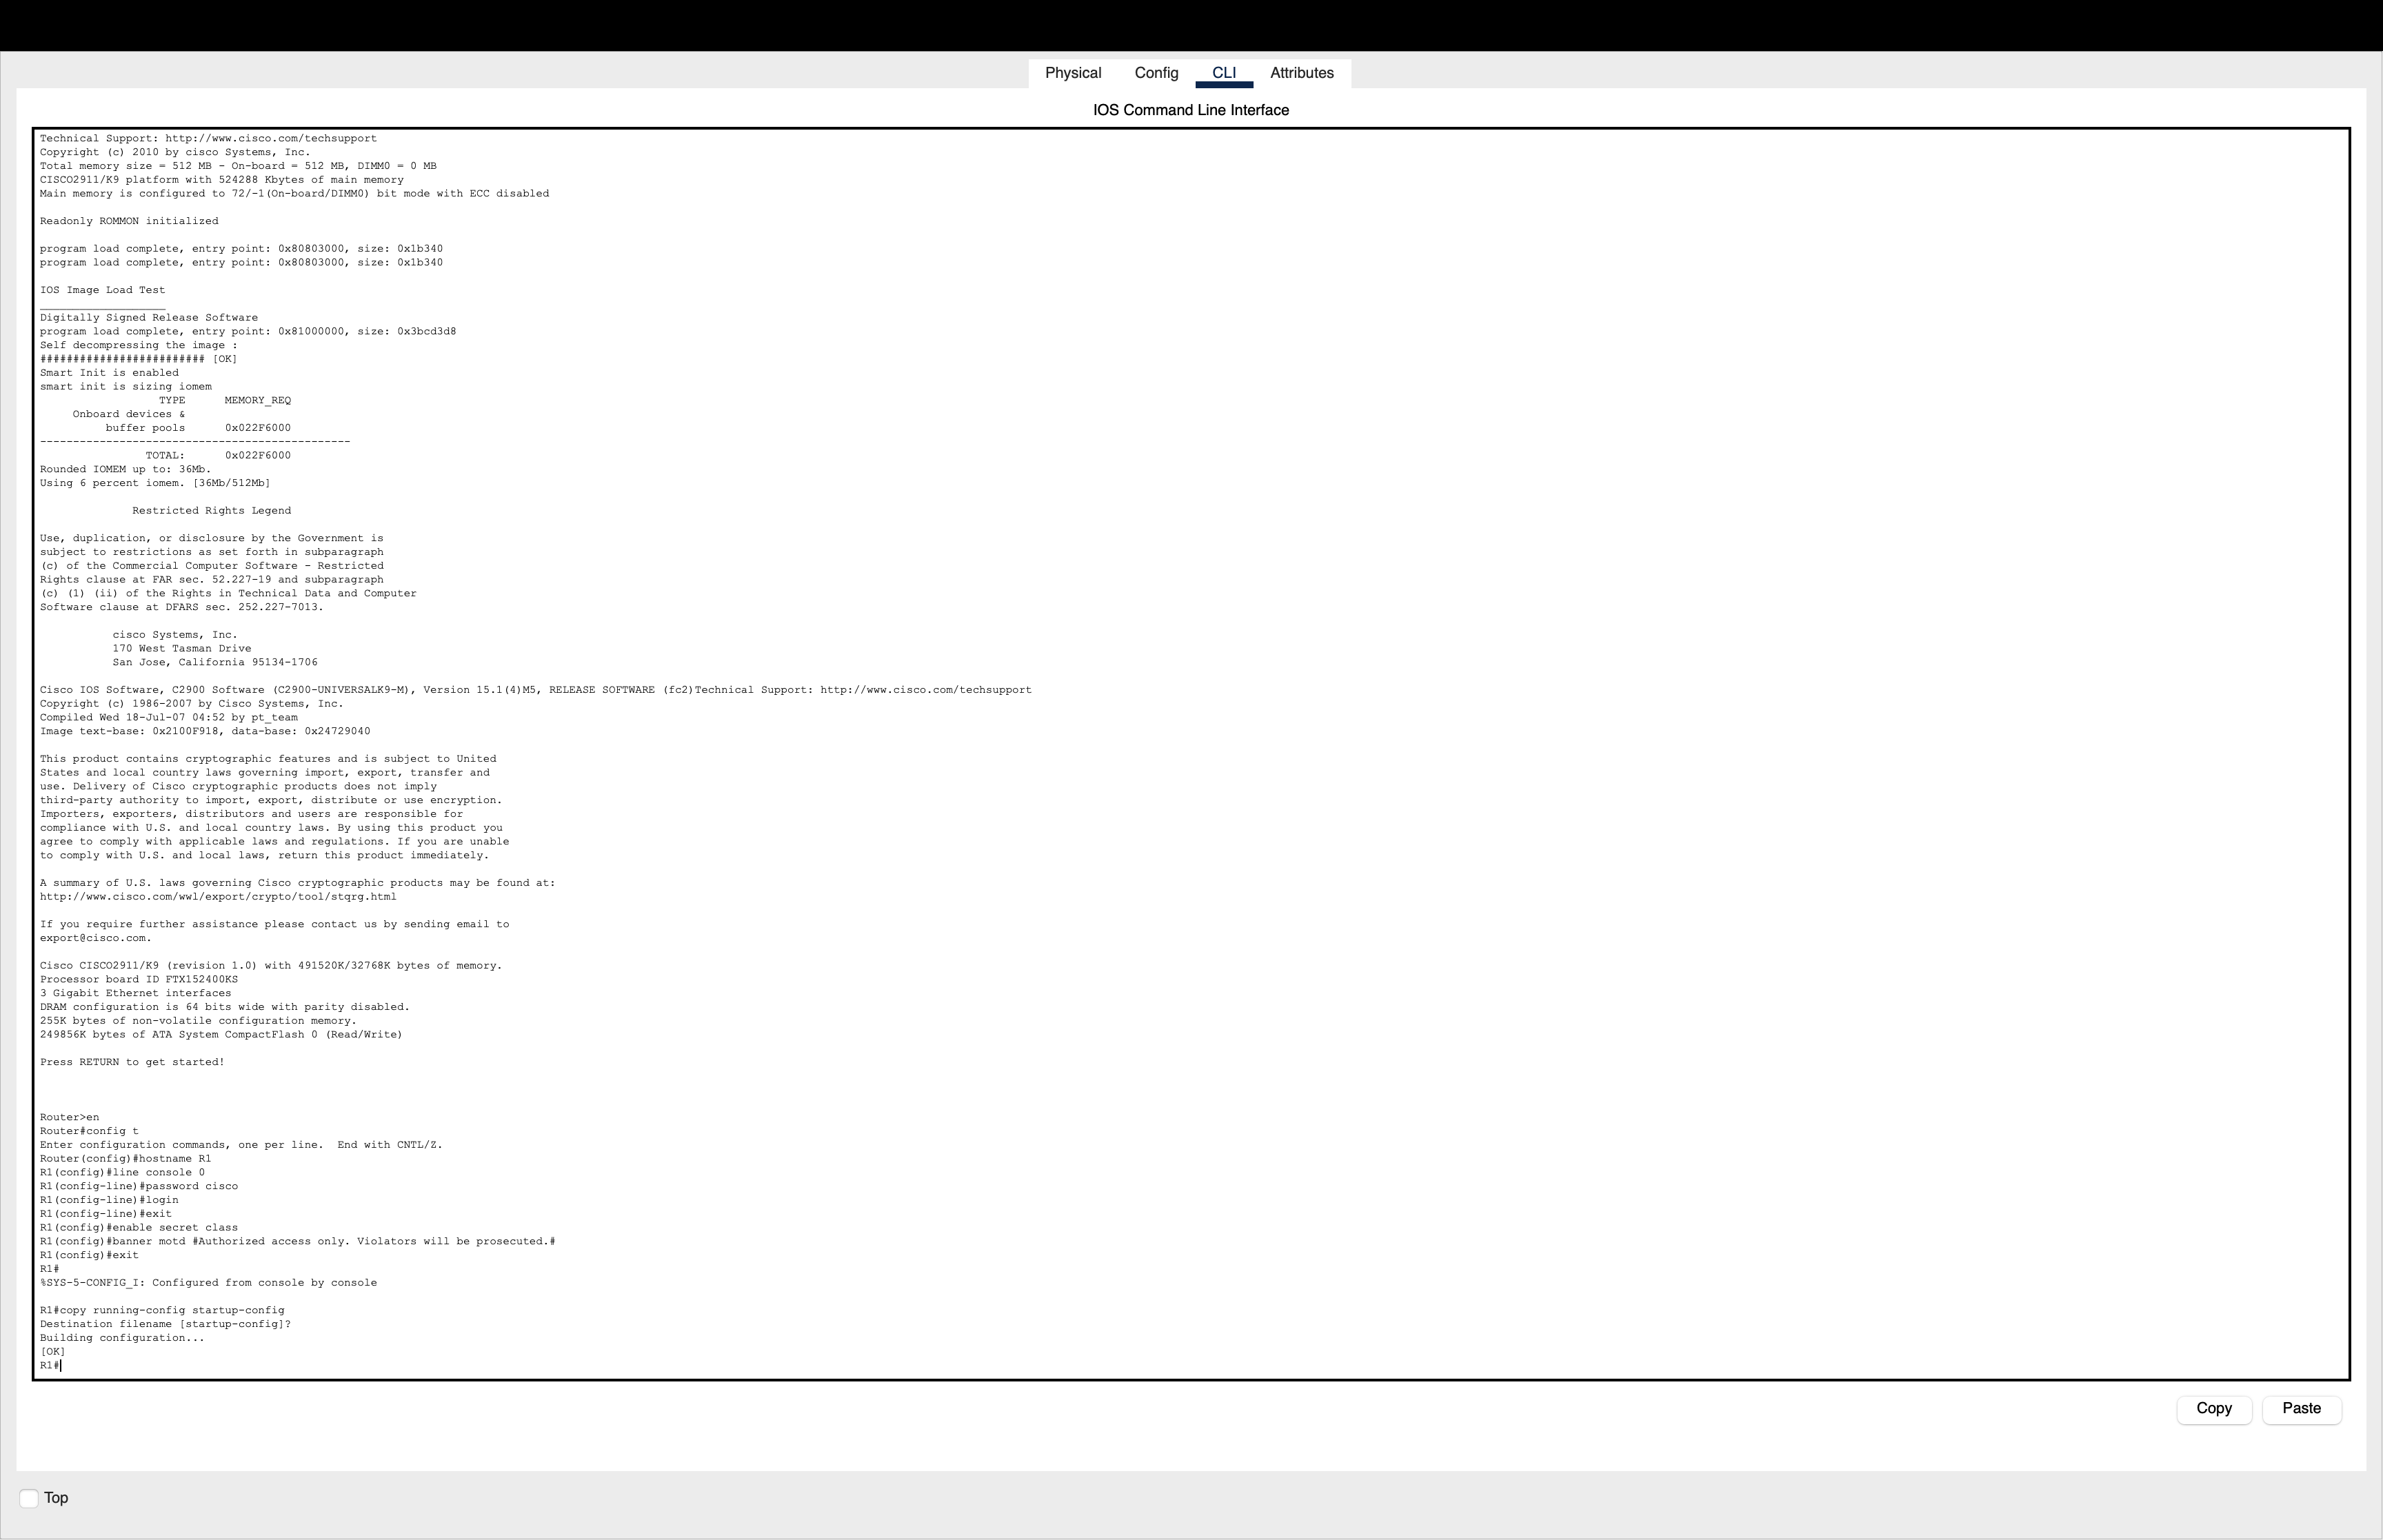 Physical
Config
CLI
Attributes
IOS Command Line Interface
Technical Support: http://www.cisco.com/techsupport
Copyright (c) 2010 by cisco Systems, Inc.
Total memory size = 512 MB - On-board = 512 MB, DIMM0 = 0 MB
CISCO2911/K9 platform with 524288 Kbytes of main memory
Main memory is configured to 72/-1(On-board/DIMM0) bit mode with ECC disabled
Readonly ROMMON initialized
program load complete, entry point: 0x80803000, size: 0x1b340
program load complete, entry point: 0x80803000, size: 0x1b340
IOS Image Load Test
___________________
Digitally Signed Release Software
program load complete, entry point: 0x81000000, size: 0x3bcd3d8
Self decompressing the image :
######################### [OK]
Smart Init is enabled
smart init is sizing iomem
TYPE      MEMORY_REQ
Onboard devices &
buffer pools      0x022F6000
-----------------------------------------------
TOTAL:      0x022F6000
Rounded IOMEM up to: 36Mb.
Using 6 percent iomem. [36Mb/512Mb]
Restricted Rights Legend
Use, duplication, or disclosure by the Government is
subject to restrictions as set forth in subparagraph
(c) of the Commercial Computer Software - Restricted
Rights clause at FAR sec. 52.227-19 and subparagraph
(c) (1) (ii) of the Rights in Technical Data and Computer
Software clause at DFARS sec. 252.227-7013.
cisco Systems, Inc.
170 West Tasman Drive
San Jose, California 95134-1706
Cisco IOS Software, C2900 Software (C2900-UNIVERSALK9-M), Version 15.1(4)M5, RELEASE SOFTWARE (fc2)Technical Support: http://www.cisco.com/techsupport
Copyright (c) 1986-2007 by Cisco Systems, Inc.
Compiled Wed 18-Jul-07 04:52 by pt_team
Image text-base: 0x2100F918, data-base: 0x24729040
This product contains cryptographic features and is subject to United
States and local country laws governing import, export, transfer and
use. Delivery of Cisco cryptographic products does not imply
third-party authority to import, export, distribute or use encryption.
Importers, exporters, distributors and users are responsible for
compliance with U.S. and local country laws. By using this product you
agree to comply with applicable laws and regulations. If you are unable
to comply with U.S. and local laws, return this product immediately.
A summary of U.S. laws governing Cisco cryptographic products may be found at:
http://www.cisco.com/wwl/export/crypto/tool/stqrg.html
If you require further assistance please contact us by sending email to
export@cisco.com.
Cisco CISCO2911/K9 (revision 1.0) with 491520K/32768K bytes of memory.
Processor board ID FTX152400KS
3 Gigabit Ethernet interfaces
DRAM configuration is 64 bits wide with parity disabled.
255K bytes of non-volatile configuration memory.
249856K bytes of ATA System CompactFlash 0 (Read/Write)
Press RETURN to get started!
Router>en
Router#config t
Enter configuration commands, one per line.  End with CNTL/Z.
Router(config)#hostname R1
R1(config)#line console 0
R1(config-line)#password cisco
R1(config-line)#login
R1(config-line)#exit
R1(config)#enable secret class
R1(config)#banner motd #Authorized access only. Violators will be prosecuted.#
R1(config)#exit
R1#
%SYS-5-CONFIG_I: Configured from console by console
R1#copy running-config startup-config
Destination filename [startup-config]?
Building configuration...
[OK]
R1#
Copy
Paste
Top